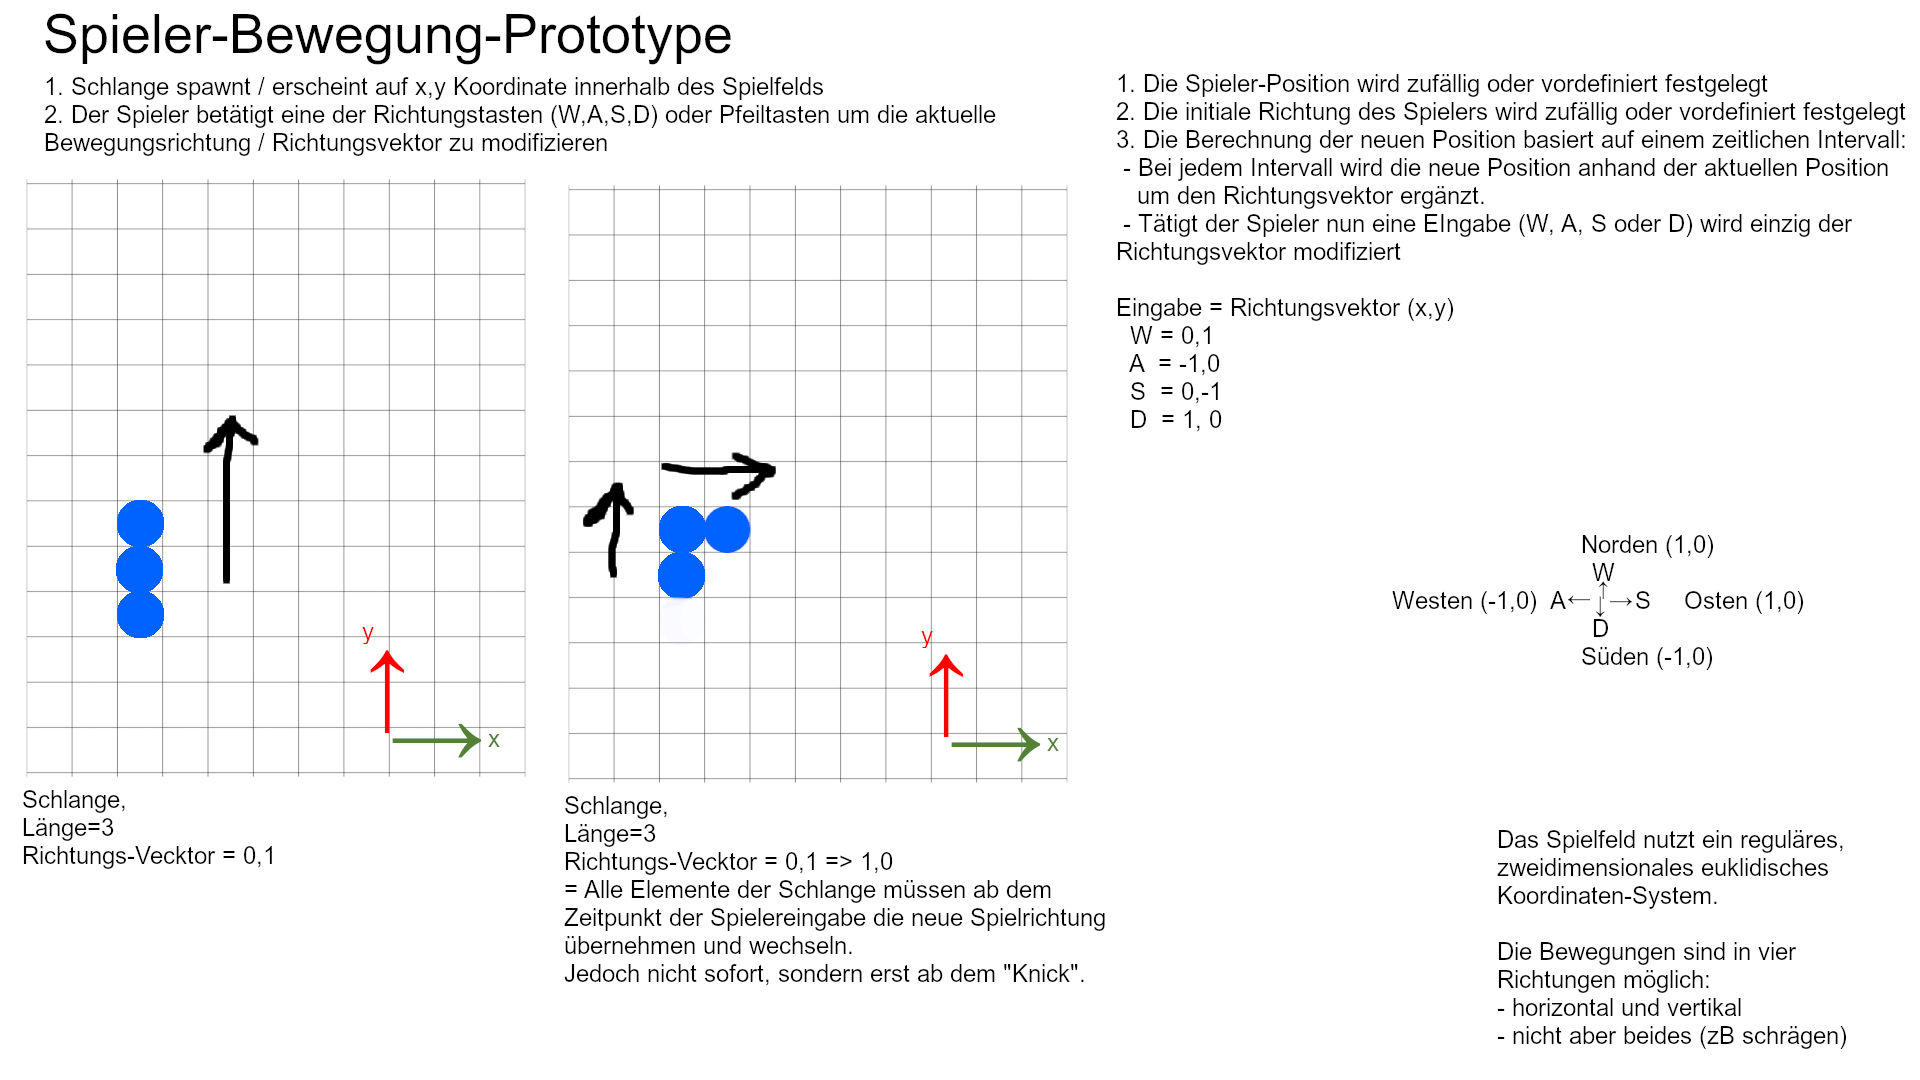 Spieler-Bewegung-Prototype
1. Schlange spawnt / erscheint auf x,y Koordinate innerhalb des Spielfelds
2. Der Spieler betätigt eine der Richtungstasten (W,A,S,D) oder Pfeiltasten um die aktuelle
Bewegungsrichtung / Richtungsvektor zu modifizieren
y
x
Schlange,
Länge=3
Richtungs-Vecktor = 0,1
y
x
Schlange,
Länge=3
Richtungs-Vecktor = 0,1 => 1,0
= Alle Elemente der Schlange müssen ab dem
Zeitpunkt der Spielereingabe die neue Spielrichtung
übernehmen und wechseln.
Jedoch nicht sofort, sondern erst ab dem "Knick".
1. Die Spieler-Position wird zufällig oder vordefiniert festgelegt
2. Die initiale Richtung des Spielers wird zufällig oder vordefiniert festgelegt
3. Die Berechnung der neuen Position basiert auf einem zeitlichen Intervall:
- Bei jedem Intervall wird die neue Position anhand der aktuellen Position
um den Richtungsvektor ergänzt.
- Tätigt der Spieler nun eine EIngabe (W, A, S oder D) wird einzig der
Richtungsvektor modifiziert
Eingabe = Richtungsvektor (x,y)
W = 0,1
A = -1,0
S = 0,-1
D = 1, 0
Norden (1,0)
W
Westen (-1,0) A← ↑↓ →S Osten (1,0)
D
Süden (-1,0)
Das Spielfeld nutzt ein reguläres,
zweidimensionales euklidisches
Koordinaten-System.
Die Bewegungen sind in vier
Richtungen möglich:
- horizontal und vertikal
- nicht aber beides (zB schrägen)